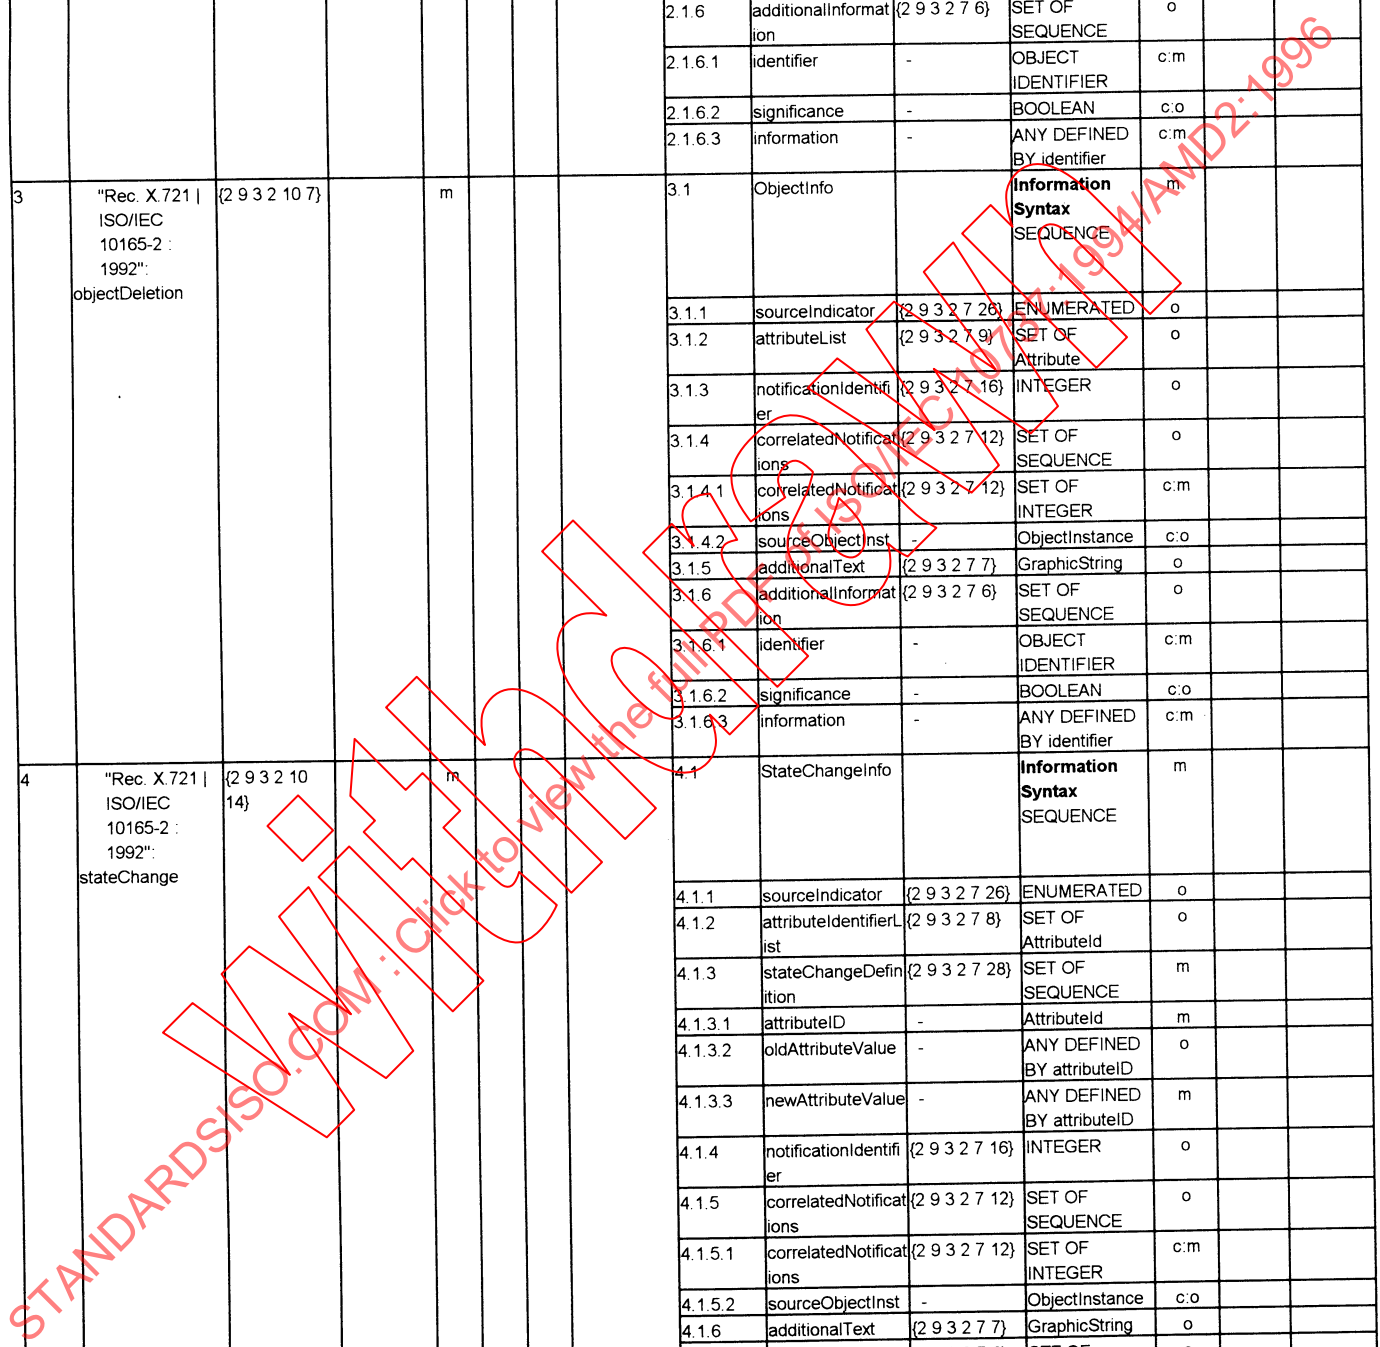 2.1.6 additionalInformat {2 9 3 2 7 6} SET OF o
ion SEQUENCE
2.1.6.1 identifier - OBJECT c:m
IDENTIFIER
2.1.6.2 significance - BOOLEAN c:o
2.1.6.3 information - ANY DEFINED c:m
BY identifier
3 "Rec. X.721 | {2 9 3 2 10 7} m 3.1 ObjectInfo Information m
ISO/IEC Syntax
10165-2 : SEQUENCE
1992":
objectDeletion
3.1.1 sourceIndicator {2 9 3 2 7 26} ENUMERATED o
3.1.2 attributeList {2 9 3 2 7 9} SET OF o
Attribute
3.1.3 notificationIdentifi {2 9 3 2 7 16} INTEGER o
er
3.1.4 correlatedNotificat {2 9 3 2 7 12} SET OF o
ions SEQUENCE
3.1.4.1 correlatedNotificat {2 9 3 2 7 12} SET OF c:m
ions INTEGER
3.1.4.2 sourceObjectInst - ObjectInstance c:o
3.1.5 additionalText {2 9 3 2 7 7} GraphicString o
3.1.6 additionalInformat {2 9 3 2 7 6} SET OF o
ion SEQUENCE
3.1.6.1 identifier - OBJECT c:m
IDENTIFIER
3.1.6.2 significance - BOOLEAN c:o
3.1.6.3 information - ANY DEFINED c:m
BY identifier
4 "Rec. X.721 | {2 9 3 2 10 m 4.1 StateChangeInfo Information m
ISO/IEC 14} Syntax
10165-2 : SEQUENCE
1992":
stateChange
4.1.1 sourceIndicator {2 9 3 2 7 26} ENUMERATED o
4.1.2 attributeIdentifierL {2 9 3 2 7 8} SET OF o
ist AttributeId
4.1.3 stateChangeDefin {2 9 3 2 7 28} SET OF m
ition SEQUENCE
4.1.3.1 attributeID - AttributeId m
4.1.3.2 oldAttributeValue - ANY DEFINED o
BY attributeID
4.1.3.3 newAttributeValue - ANY DEFINED m
BY attributeID
4.1.4 notificationIdentifi {2 9 3 2 7 16} INTEGER o
er
4.1.5 correlatedNotificat {2 9 3 2 7 12} SET OF o
ions SEQUENCE
4.1.5.1 correlatedNotificat {2 9 3 2 7 12} SET OF c:m
ions INTEGER
4.1.5.2 sourceObjectInst - ObjectInstance c:o
4.1.6 additionalText {2 9 3 2 7 7} GraphicString o
Withdrawn
STANDARDSISO.COM : Click to view the full PDF of ISO/IEC 10737:1994/AMD2:1996